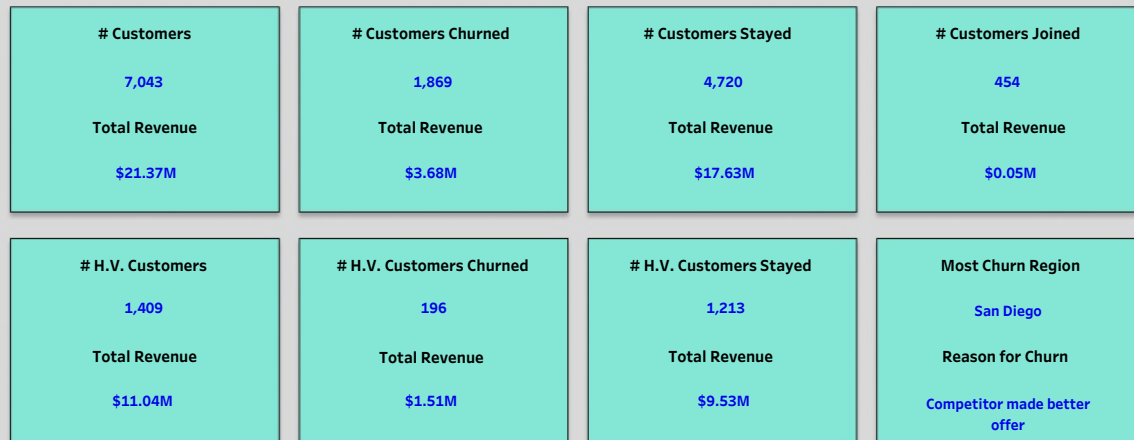 # Customers
7,043
Total Revenue
$21.37M
# Customers Churned
1,869
Total Revenue
$3.68M
# Customers Stayed
4,720
Total Revenue
$17.63M
# Customers Joined
454
Total Revenue
$0.05M
# H.V. Customers
1,409
Total Revenue
$11.04M
# H.V. Customers Churned
196
Total Revenue
$1.51M
# H.V. Customers Stayed
1,213
Total Revenue
$9.53M
Most Churn Region
San Diego
Reason for Churn
Competitor made better
offer